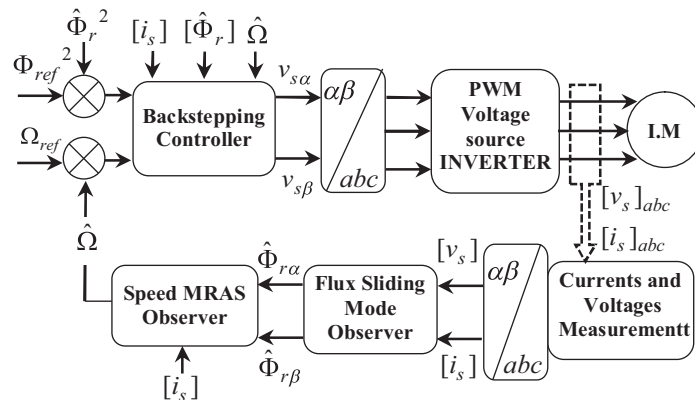 Φ̂r²
[is]
[Φ̂r]
Ω̂
Φref²
vsα
αβ
PWM
Voltage
source
INVERTER
Backstepping
Controller
I.M
Ωref
vsβ
abc
[vs]abc
Ω̂
[is]abc
Φ̂rα
[vs]
αβ
Speed MRAS
Observer
Flux Sliding
Mode
Observer
Currents and
Voltages
Measurementt
Φ̂rβ
[is]
abc
[is]